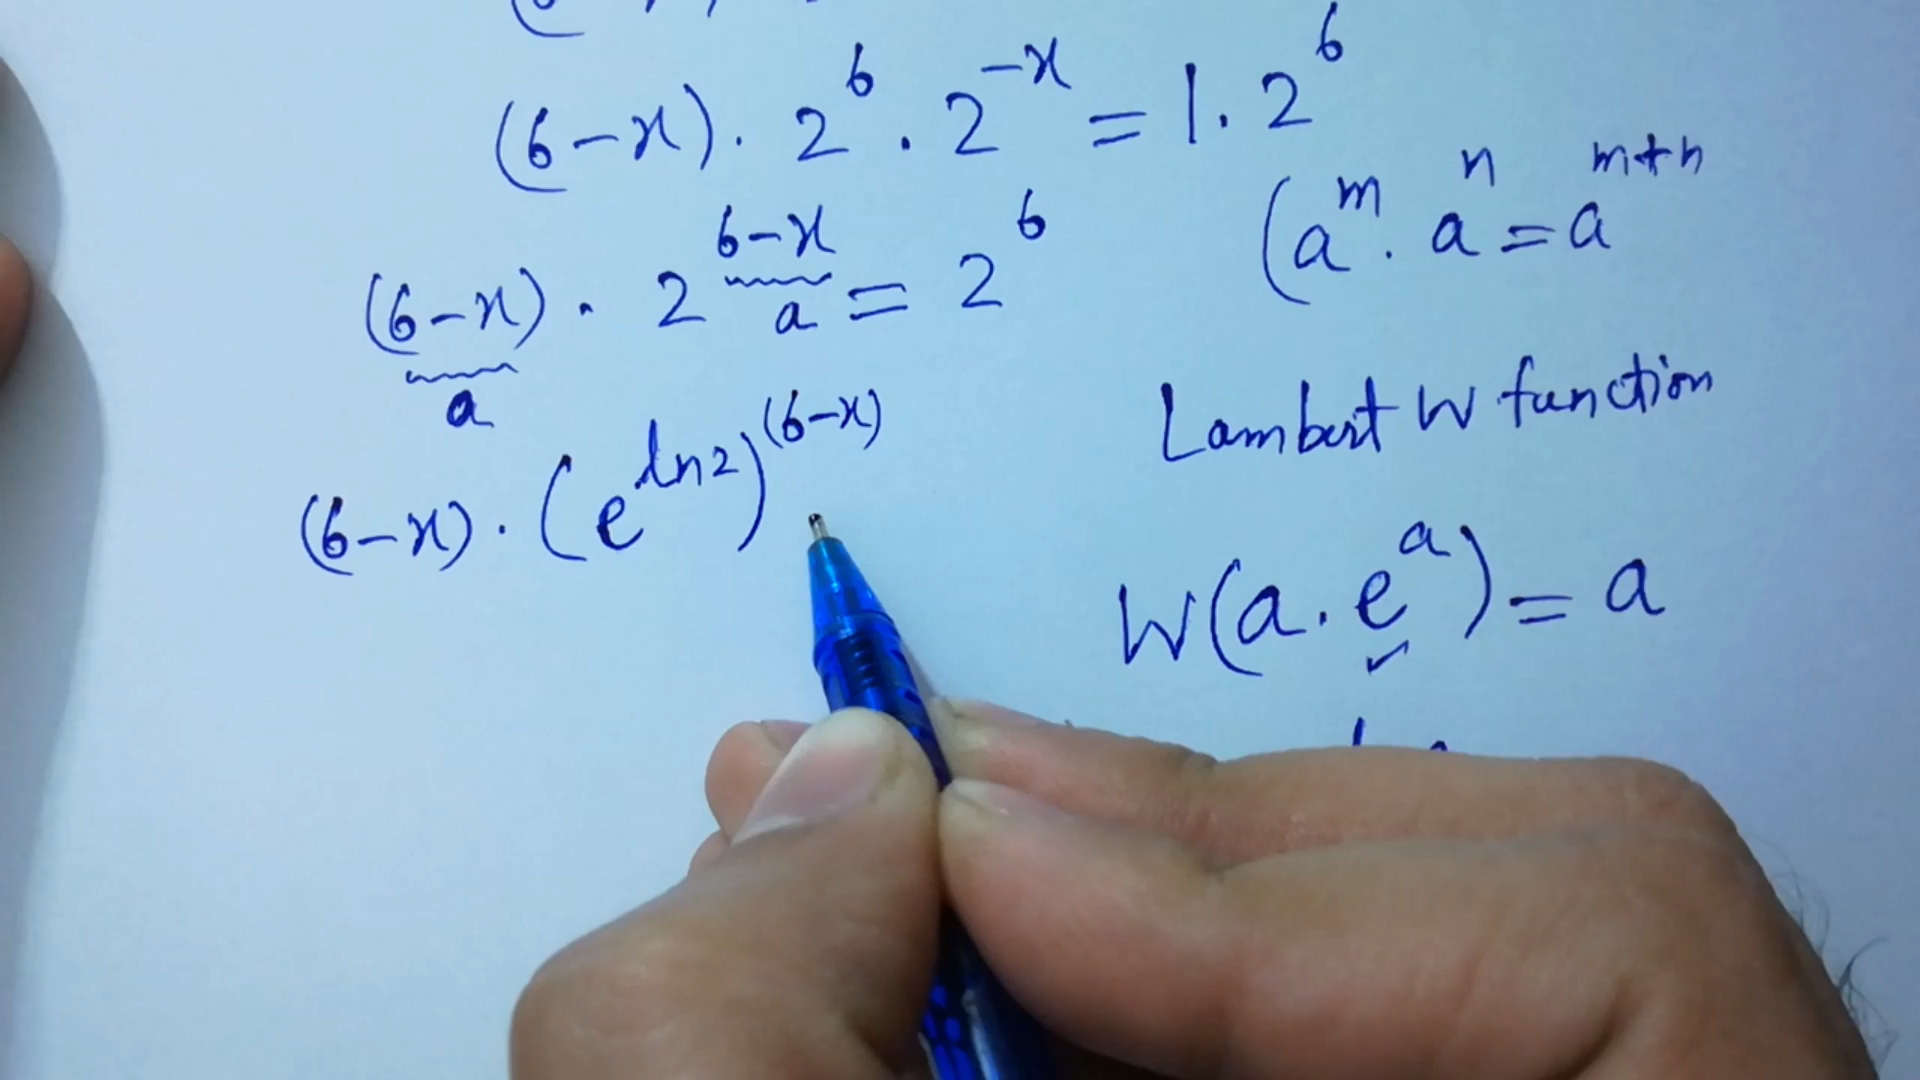 (6-x) · 2^6 · 2^-x = 1 · 2^6
(a^m · a^n = a^m+n
(6-x) · 2^6-x = 2^6
a a
Lambert W function
(6-x) · (e^ln2)^(6-x)
W(a · e^a) = a